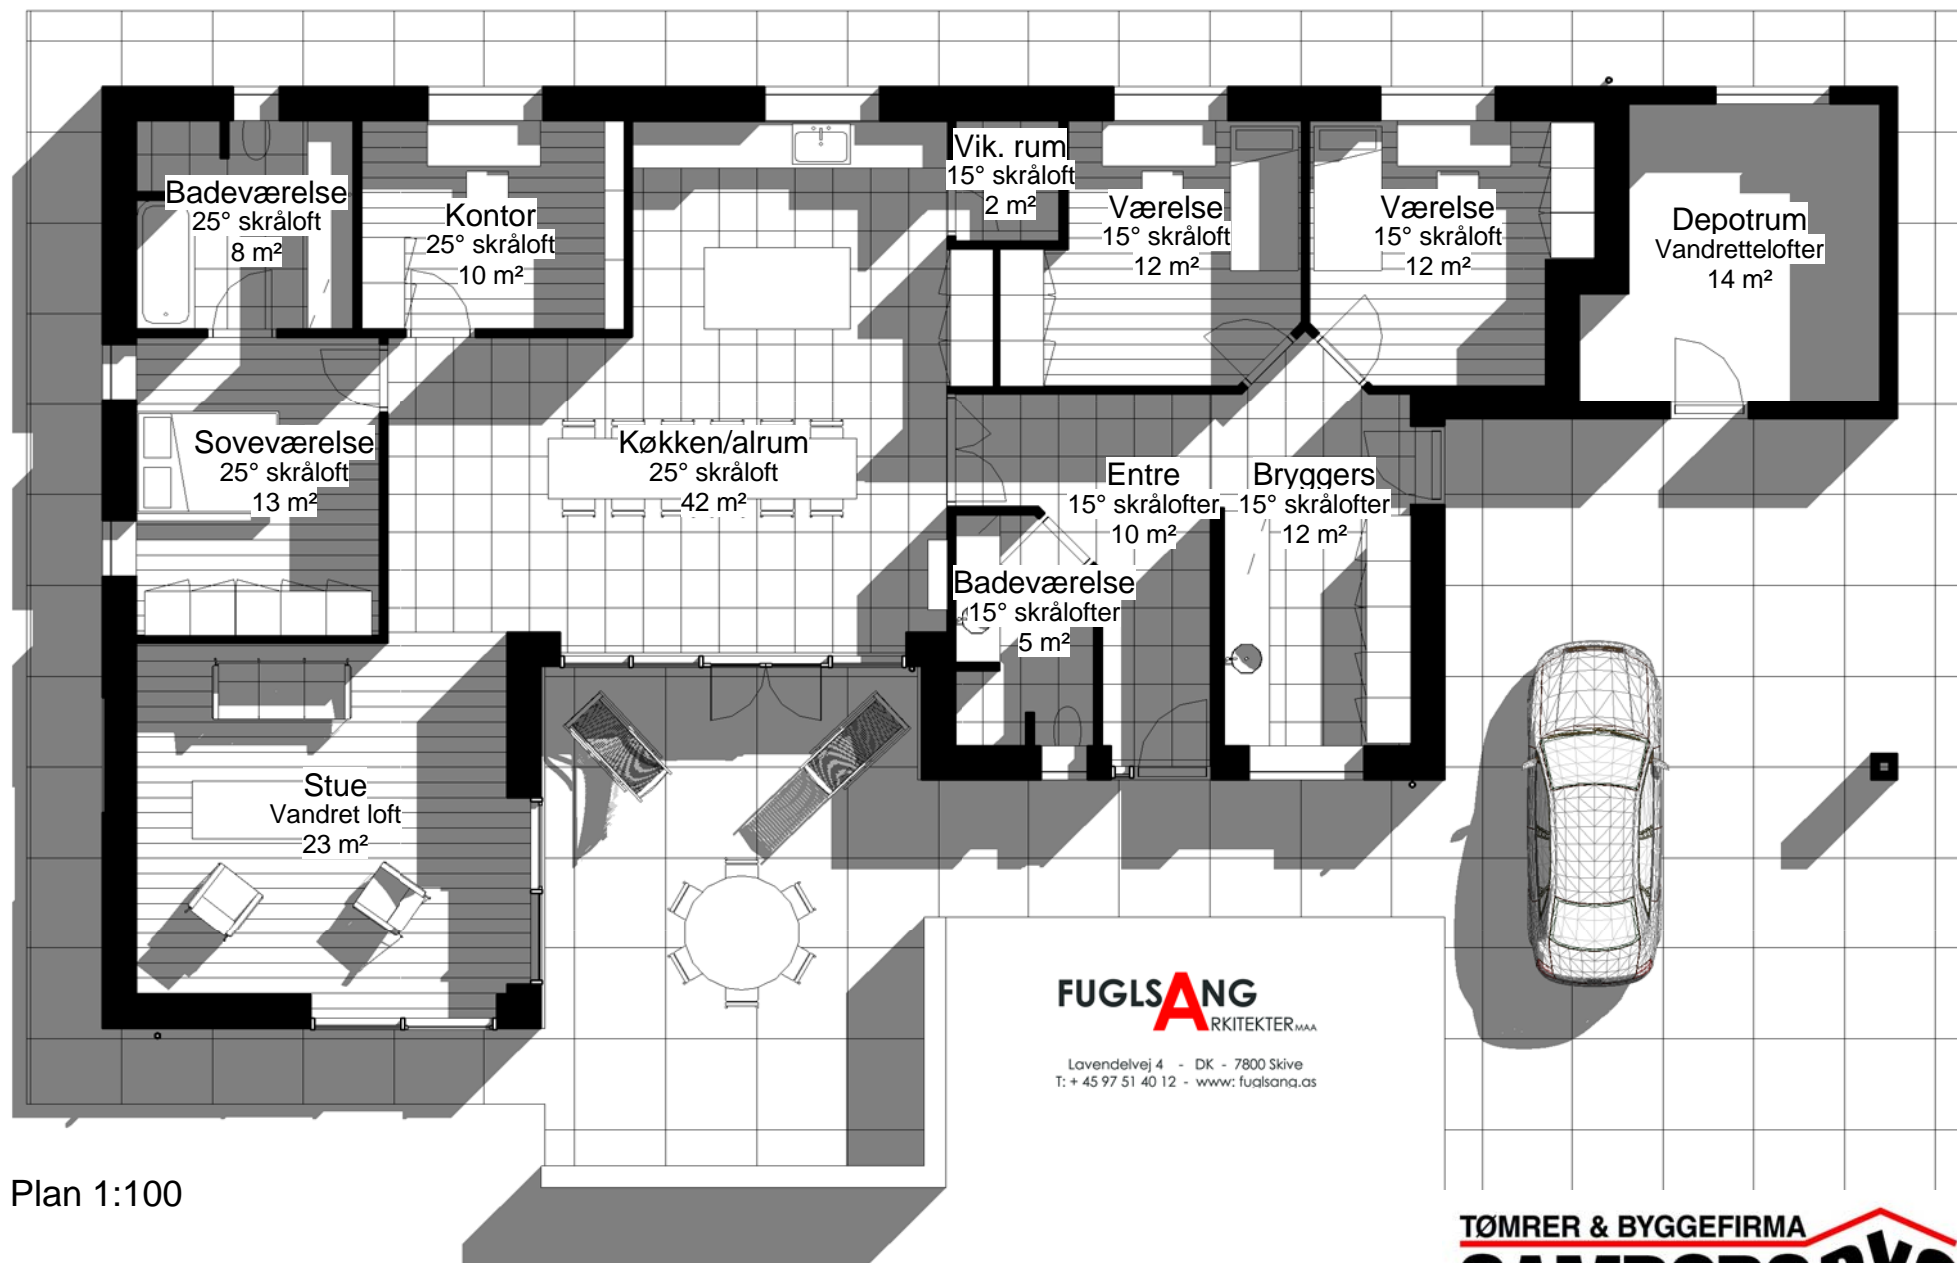 Badeværelse
25° skråloft
8 m²
Kontor
25° skråloft
10 m²
Vik. rum
15° skråloft
2 m²
Værelse
15° skråloft
12 m²
Værelse
15° skråloft
12 m²
Depotrum
Vandrettelofter
14 m²
Soveværelse
25° skråloft
13 m²
Køkken/alrum
25° skråloft
42 m²
Entre
15° skrålofter
10 m²
Bryggers
15° skrålofter
12 m²
Badeværelse
15° skrålofter
5 m²
Stue
Vandret loft
23 m²
FUGLSANG
ARKITEKTER MAA
Lavendelvej 4 - DK - 7800 Skive
T: + 45 97 51 40 12 - www: fuglsang.as
Plan 1:100
TØMRER & BYGGEFIRMA